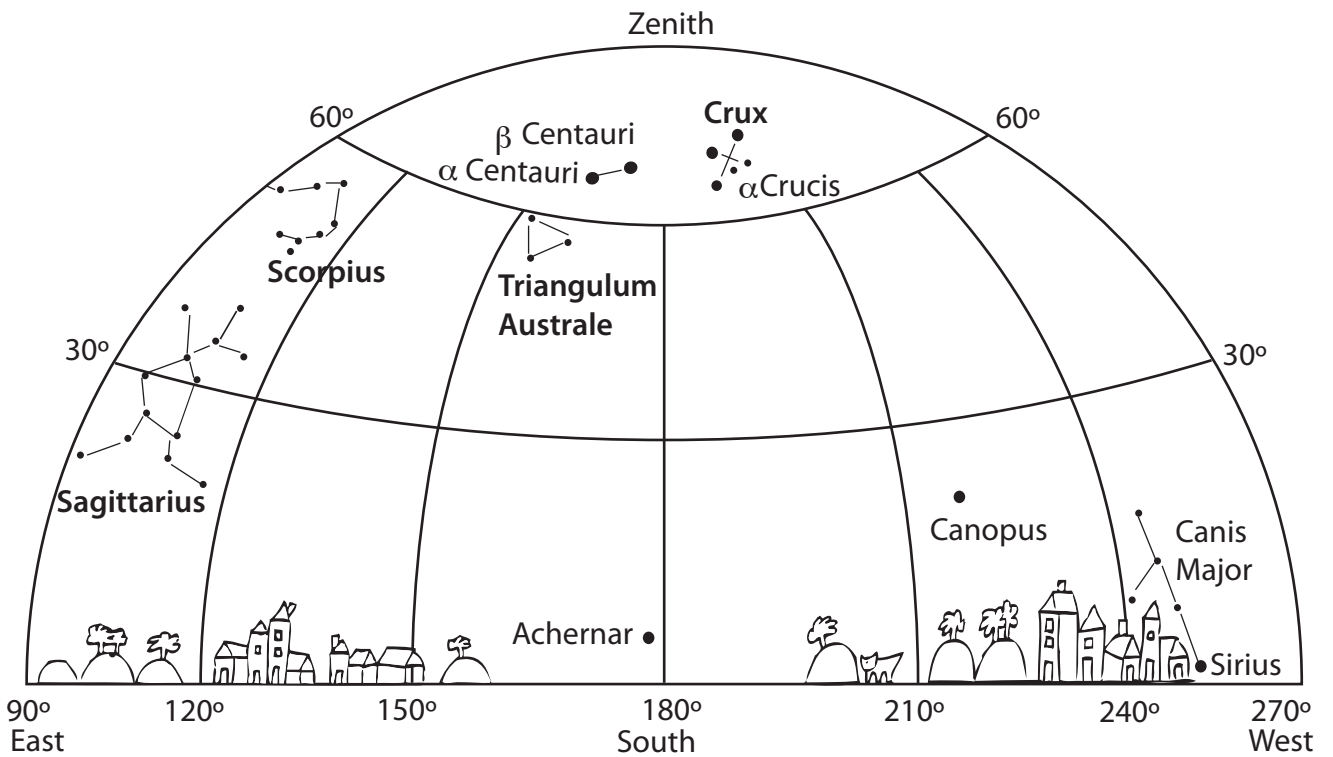 Zenith
60º
60º
Crux
β Centauri
α Centauri
αCrucis
Scorpius
Triangulum
Australe
30º
30º
Sagittarius
Canopus
Canis
Major
Achernar
Sirius
90º
120º
150º
180º
210º
240º
270º
East
South
West